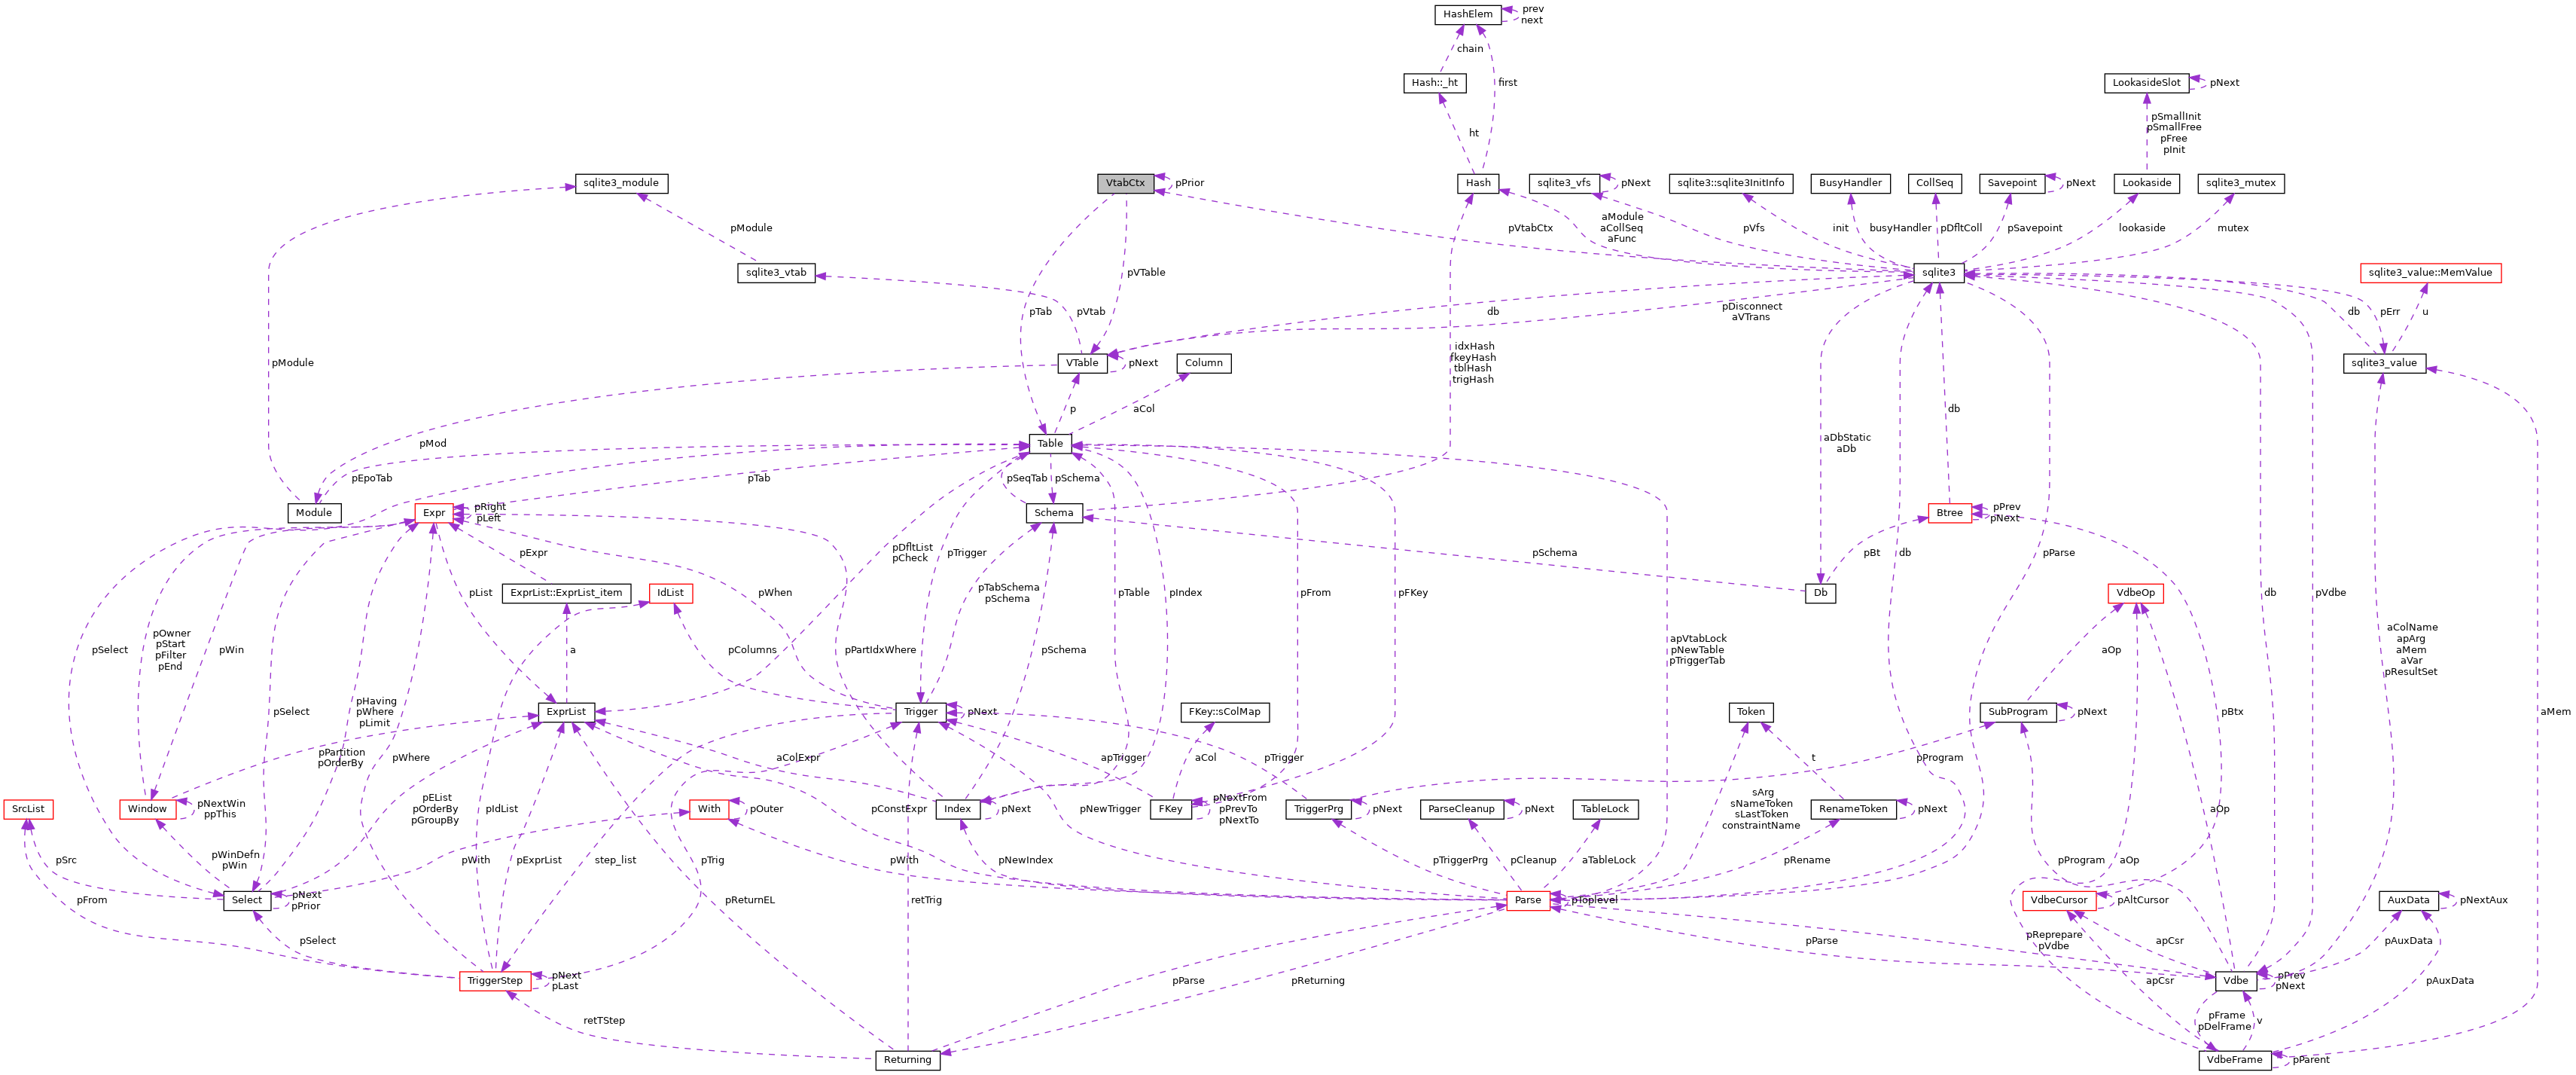 HashElem
prev
next
chain
Hash::_ht
first
LookasideSlot
pNext
ht
pSmallInit
pSmallFree
pFree
pInit
sqlite3_module
VtabCtx
pPrior
Hash
sqlite3_vfs
pNext
sqlite3::sqlite3InitInfo
BusyHandler
CollSeq
Savepoint
pNext
Lookaside
sqlite3_mutex
pModule
pVtabCtx
aModule
aCollSeq
aFunc
pVfs
init
busyHandler
pDfltColl
pSavepoint
lookaside
mutex
sqlite3_vtab
pVTable
sqlite3
sqlite3_value::MemValue
pTab
pVtab
db
pDisconnect
aVTrans
db
pErr
u
pModule
VTable
pNext
Column
idxHash
fkeyHash
tblHash
trigHash
sqlite3_value
p
aCol
db
pMod
Table
aDbStatic
aDb
pEpoTab
pTab
pSeqTab
pSchema
Module
Expr
pRight
pLeft
Schema
Btree
pPrev
pNext
pExpr
pDfltList
pCheck
pTrigger
pSchema
pBt
db
pParse
ExprList::ExprList_item
IdList
pList
pWhen
pTabSchema
pSchema
pTable
pIndex
pFrom
pFKey
Db
VdbeOp
db
pVdbe
pOwner
pStart
pFilter
pEnd
pSelect
pWin
a
pColumns
pPartIdxWhere
pSchema
apVtabLock
pNewTable
pTriggerTab
aOp
aColName
apArg
aMem
aVar
pResultSet
pSelect
pHaving
pWhere
pLimit
ExprList
Trigger
pNext
FKey::sColMap
Token
SubProgram
pNext
pBtx
aMem
pPartition
pOrderBy
pWhere
aColExpr
apTrigger
aCol
pTrigger
t
pProgram
SrcList
Window
pNextWin
ppThis
pEList
pOrderBy
pGroupBy
pIdList
With
pOuter
pConstExpr
Index
pNext
pNewTrigger
FKey
pNextFrom
pPrevTo
pNextTo
TriggerPrg
pNext
ParseCleanup
pNext
TableLock
sArg
sNameToken
sLastToken
constraintName
RenameToken
pNext
aOp
pSrc
pWinDefn
pWin
pWith
pExprList
step_list
pTrig
pWith
pNewIndex
pTriggerPrg
pCleanup
aTableLock
pRename
pProgram
aOp
pFrom
Select
pNext
pPrior
pReturnEL
retTrig
Parse
pToplevel
VdbeCursor
pAltCursor
AuxData
pNextAux
pSelect
pParse
pReprepare
pVdbe
apCsr
pAuxData
TriggerStep
pNext
pLast
pParse
pReturning
apCsr
Vdbe
pPrev
pNext
pAuxData
retTStep
pFrame
pDelFrame
v
Returning
VdbeFrame
pParent